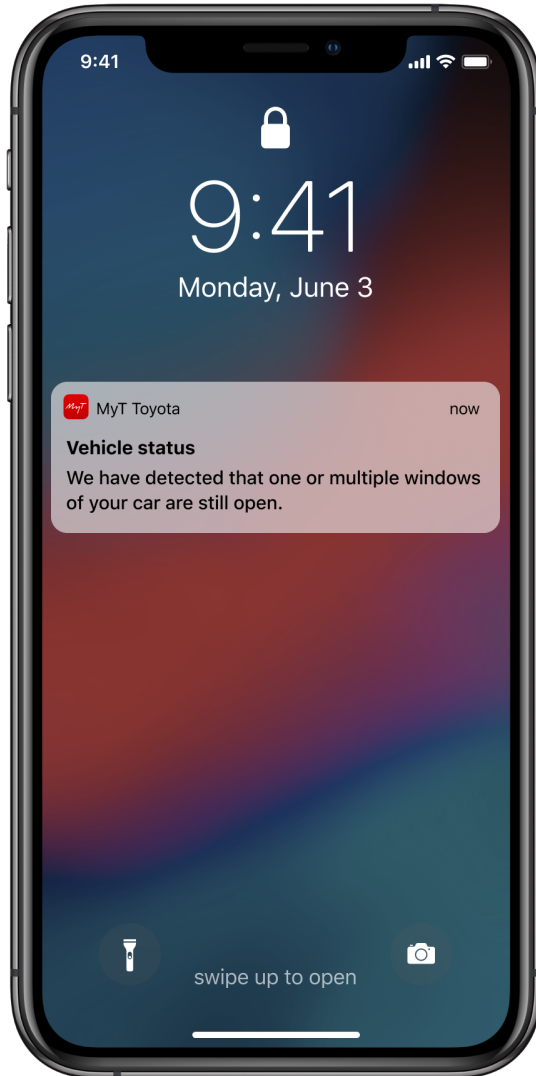 9:41
9:41
Monday, June 3
MyT
MyT Toyota
now
Vehicle status
We have detected that one or multiple windows
of your car are still open.
swipe up to open